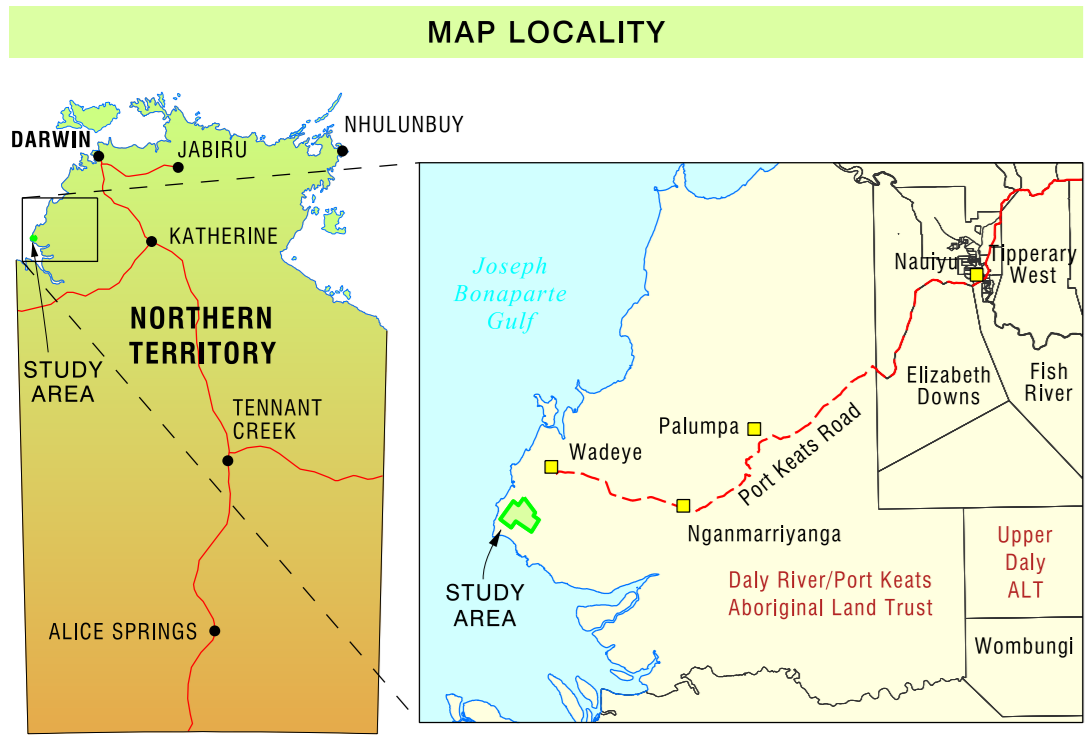 MAP LOCALITY
DARWIN
JABIRU
NHULUNBUY
KATHERINE
NORTHERN
TERRITORY
STUDY
AREA
TENNANT
CREEK
ALICE SPRINGS
Joseph
Bonaparte
Gulf
Nauiyu
Tipperary
West
Elizabeth
Downs
Fish
River
Palumpa
Port Keats Road
Wadeye
Nganmarriyanga
STUDY
AREA
Daly River/Port Keats
Aboriginal Land Trust
Upper
Daly
ALT
Wombungi